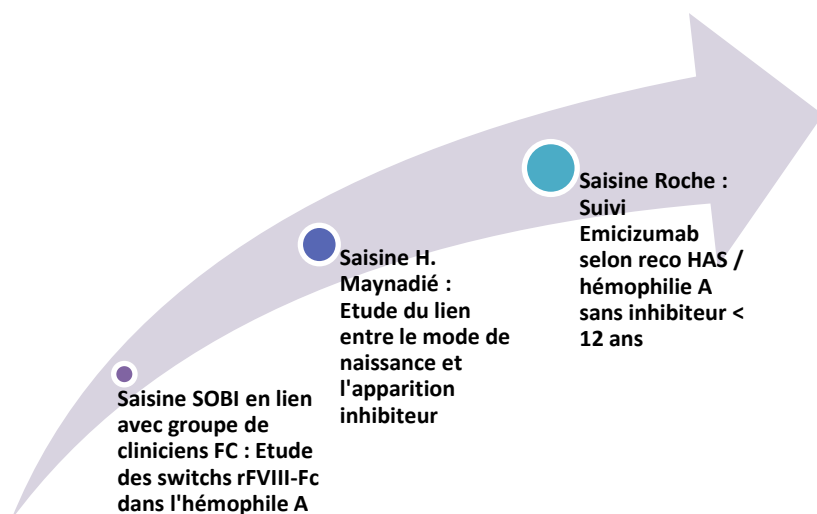 Saisine SOBI en lien
avec groupe de
cliniciens FC : Etude
des switchs rFVIII-Fc
dans l'hémophile A
Saisine H.
Maynadié :
Etude du lien
entre le mode de
naissance et
l'apparition
inhibiteur
Saisine Roche :
Suivi
Emicizumab
selon reco HAS /
hémophilie A
sans inhibiteur <
12 ans